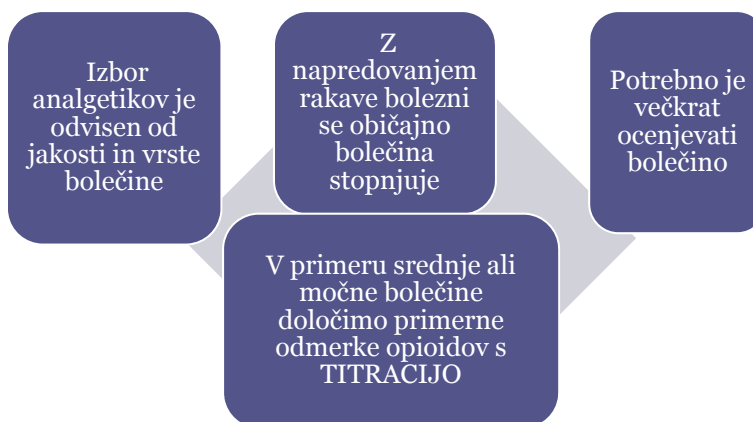 Izbor
analgetikov je
odvisen od
jakosti in vrste
bolečine
Z
napredovanjem
rakave bolezni
se običajno
bolečina
stopnjuje
Potrebno je
večkrat
ocenjevati
bolečino
V primeru srednje ali
močne bolečine
določimo primerne
odmerke opioidov s
TITRACIJO